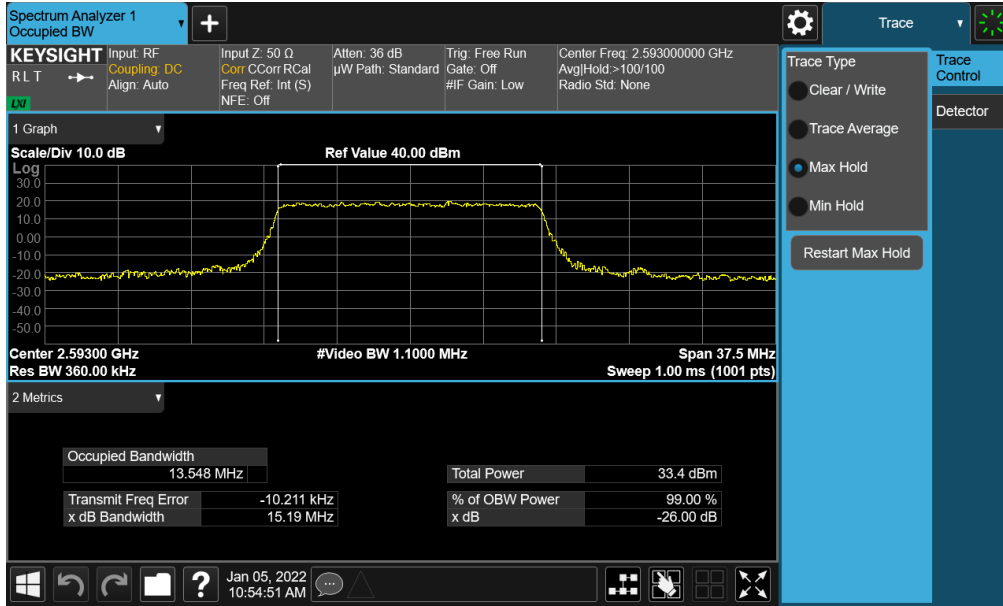 Spectrum Analyzer 1
Occupied BW
Trace
KEYSIGHT
R L T
LXI
Input: RF
Coupling: DC
Align: Auto
Input Z: 50 Ω
Corr CCorr RCal
Freq Ref: Int (S)
NFE: Off
Atten: 36 dB
µW Path: Standard
Trig: Free Run
Gate: Off
#IF Gain: Low
Center Freq: 2.593000000 GHz
Avg|Hold:>100/100
Radio Std: None
1 Graph
Scale/Div 10.0 dB
Ref Value 40.00 dBm
Log
30.0
20.0
10.0
0.00
-10.0
-20.0
-30.0
-40.0
-50.0
Center 2.59300 GHz
#Video BW 1.1000 MHz
Span 37.5 MHz
Res BW 360.00 kHz
Sweep 1.00 ms (1001 pts)
2 Metrics
Occupied Bandwidth
13.548 MHz
Total Power 33.4 dBm
Transmit Freq Error -10.211 kHz
% of OBW Power 99.00 %
x dB Bandwidth 15.19 MHz
x dB -26.00 dB
?
Jan 05, 2022
10:54:51 AM
Trace Type
Clear / Write
Trace Average
Max Hold
Min Hold
Restart Max Hold
Trace
Control
Detector